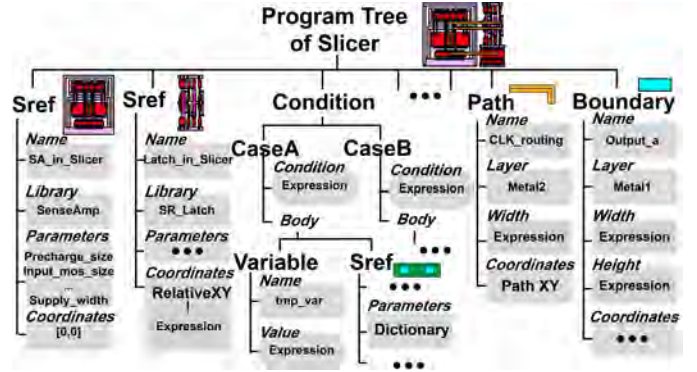 Program Tree
of Slicer
Sref
Name
SA_in_Slicer
Library
SenseAmp
Parameters
Precharge_size
Input_mos_size
...
Supply_width
Coordinates
[0,0]
Sref
Name
Latch_in_Slicer
Library
SR_Latch
Parameters
•••
Coordinates
RelativeXY
Expression
Condition
CaseA
Condition
Expression
Body
Variable
Name
tmp_var
Value
Expression
Sref
•••
Parameters
Dictionary
•••
CaseB
Condition
Expression
Body
•••
•••
Path
Name
CLK_routing
Layer
Metal2
Width
Expression
Coordinates
Path XY
Boundary
Name
Output_a
Layer
Metal1
Width
Expression
Height
Expression
Coordinates
•••